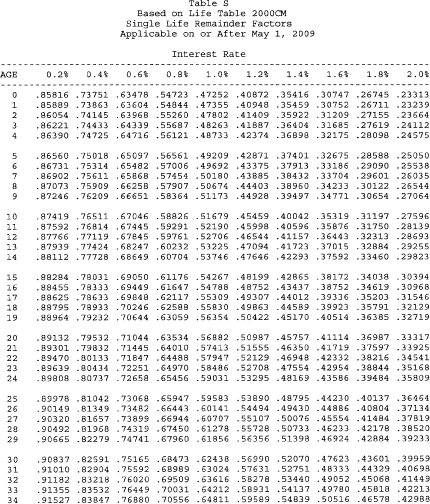 Table S
Based on Life Table 2000CM
Single Life Remainder Factors
Applicable on or After May 1, 2009
Interest Rate
AGE 0.2% 0.4% 0.6% 0.8% 1.0% 1.2% 1.4% 1.6% 1.8% 2.0%
0 .85816 .73751 .63478 .54723 .47252 .40872 .35416 .30747 .26745 .23313
1 .85889 .73863 .63604 .54844 .47355 .40948 .35459 .30752 .26711 .23239
2 .86054 .74145 .63968 .55260 .47802 .41409 .35922 .31209 .27155 .23664
3 .86221 .74433 .64339 .55687 .48263 .41887 .36404 .31685 .27619 .24112
4 .86390 .74725 .64716 .56121 .48733 .42374 .36898 .32175 .28098 .24575
5 .86560 .75018 .65097 .56561 .49209 .42871 .37401 .32675 .28588 .25050
6 .86731 .75314 .65482 .57006 .49692 .43375 .37913 .33186 .29090 .25538
7 .86902 .75611 .65868 .57454 .50180 .43885 .38432 .33704 .29601 .26035
8 .87073 .75909 .66258 .57907 .50674 .44403 .38960 .34233 .30122 .26544
9 .87246 .76209 .66651 .58364 .51173 .44928 .39497 .34771 .30654 .27064
10 .87419 .76511 .67046 .58826 .51679 .45459 .40042 .35319 .31197 .27596
11 .87592 .76814 .67445 .59291 .52190 .45998 .40596 .35876 .31750 .28139
12 .87766 .77119 .67845 .59761 .52706 .46544 .41157 .36443 .32313 .28693
13 .87939 .77424 .68247 .60232 .53225 .47094 .41723 .37015 .32884 .29255
14 .88112 .77728 .68649 .60704 .53746 .47647 .42293 .37592 .33460 .29823
15 .88284 .78031 .69050 .61176 .54267 .48199 .42865 .38172 .34038 .30394
16 .88455 .78333 .69449 .61647 .54788 .48752 .43437 .38752 .34619 .30968
17 .88625 .78633 .69848 .62117 .55309 .49307 .44012 .39336 .35203 .31546
18 .88795 .78933 .70246 .62588 .55830 .49863 .44589 .39923 .35791 .32129
19 .88964 .79232 .70644 .63059 .56354 .50422 .45170 .40514 .36385 .32719
20 .89132 .79532 .71044 .63534 .56882 .50987 .45757 .41114 .36987 .33317
21 .89301 .79832 .71445 .64010 .57413 .51555 .46350 .41719 .37597 .33925
22 .89470 .80133 .71847 .64488 .57947 .52129 .46948 .42332 .38216 .34541
23 .89639 .80434 .72251 .64970 .58486 .52708 .47554 .42954 .38844 .35168
24 .89808 .80737 .72658 .65456 .59031 .53295 .48169 .43586 .39484 .35809
25 .89978 .81042 .73068 .65947 .59583 .53890 .48795 .44230 .40137 .36464
26 .90149 .81349 .73482 .66443 .60141 .54494 .49430 .44886 .40804 .37134
27 .90320 .81657 .73899 .66944 .60707 .55107 .50076 .45554 .41484 .37819
28 .90492 .81968 .74319 .67450 .61278 .55728 .50733 .46233 .42178 .38520
29 .90665 .82279 .74741 .67960 .61856 .56356 .51398 .46924 .42884 .39233
30 .90837 .82591 .75165 .68473 .62438 .56990 .52070 .47623 .43601 .39959
31 .91010 .82904 .75592 .68989 .63024 .57631 .52751 .48333 .44329 .40698
32 .91183 .83218 .76020 .69509 .63616 .58278 .53440 .49052 .45068 .41449
33 .91355 .83532 .76449 .70031 .64212 .58931 .54137 .49780 .45818 .42213
34 .91527 .83847 .76880 .70556 .64811 .59589 .54839 .50516 .46578 .42988